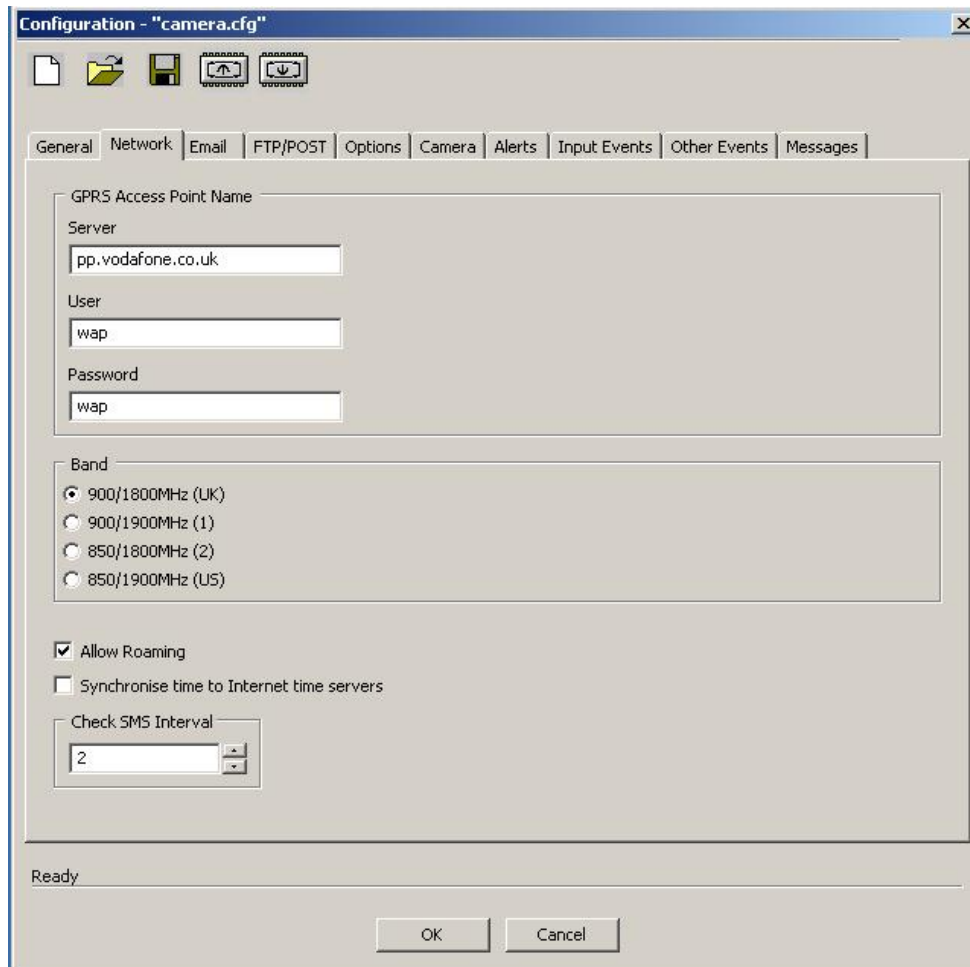 Configuration - "camera.cfg"
General Network Email FTP/POST Options Camera Alerts Input Events Other Events Messages
GPRS Access Point Name
Server
pp.vodafone.co.uk
User
wap
Password
wap
Band
900/1800MHz (UK)
900/1900MHz (1)
850/1800MHz (2)
850/1900MHz (US)
Allow Roaming
Synchronise time to Internet time servers
Check SMS Interval
2
Ready
OK Cancel